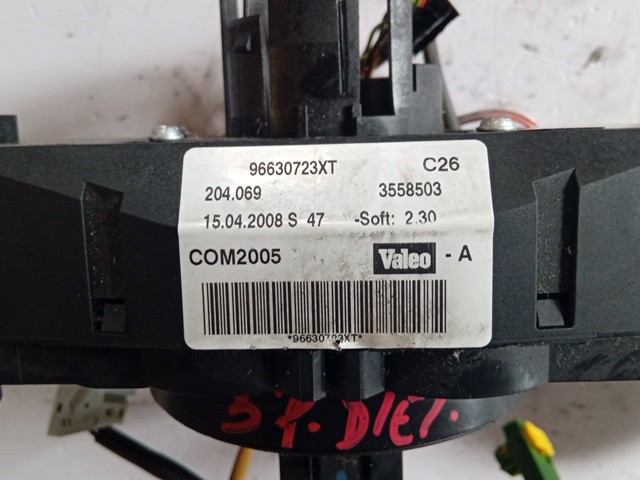 96630723XT C26
204.069 3558503
15.04.2008 S 47 -Soft: 2.30
COM2005 Valeo - A
*96630723XT*